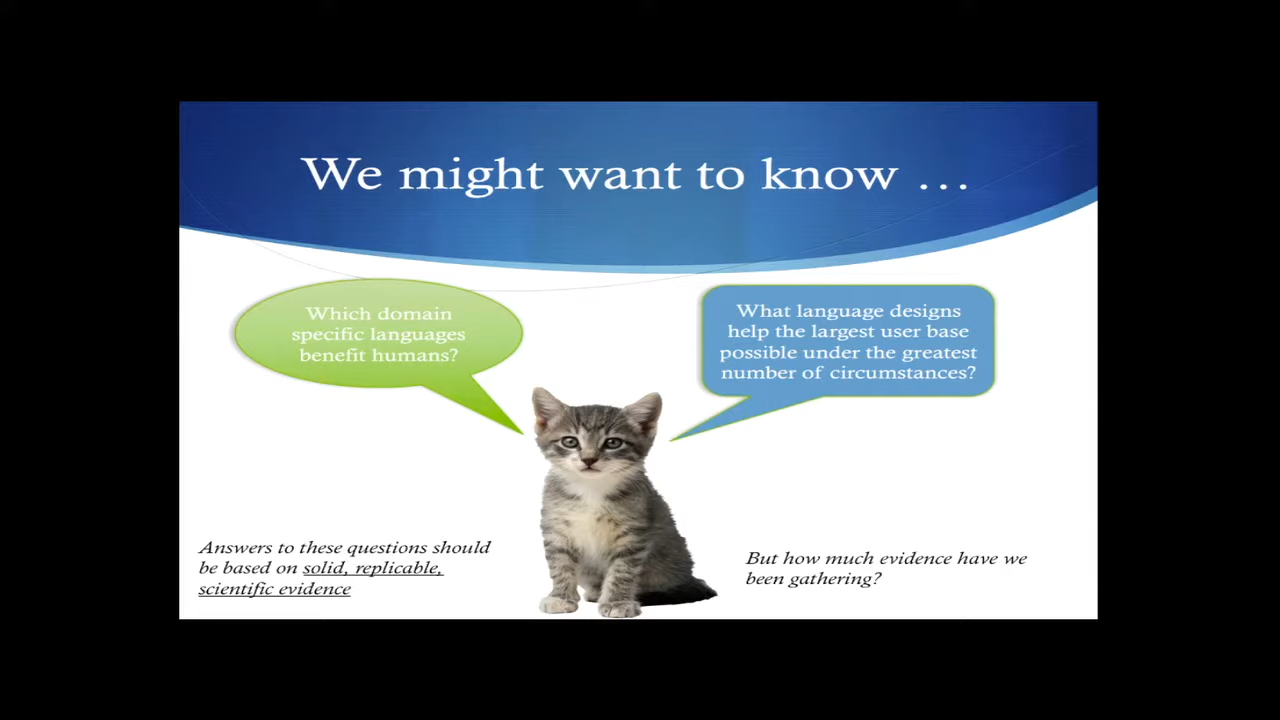 We might want to know …
Which domain
specific languages
benefit humans?
What language designs
help the largest user base
possible under the greatest
number of circumstances?
Answers to these questions should
be based on solid, replicable,
scientific evidence
But how much evidence have we
been gathering?